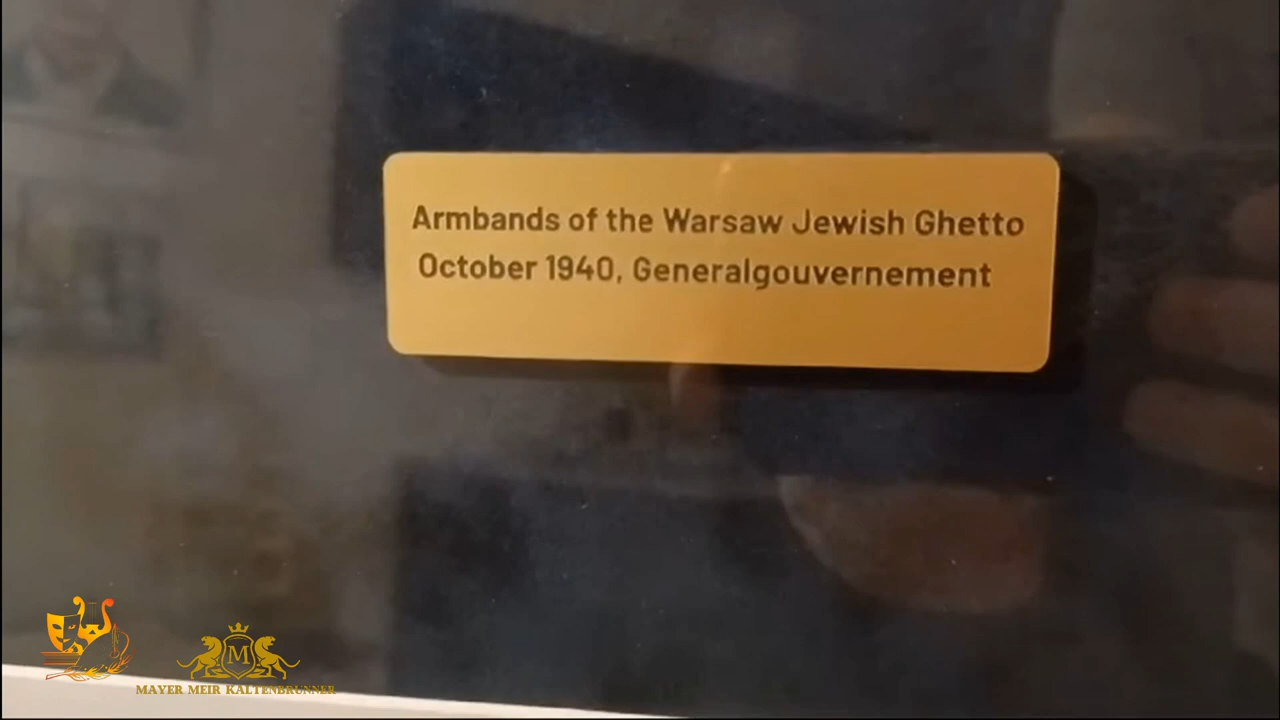 Armbands of the Warsaw Jewish Ghetto
October 1940, Generalgouvernement
M
MAYER MEIR KALTENBRUNNER